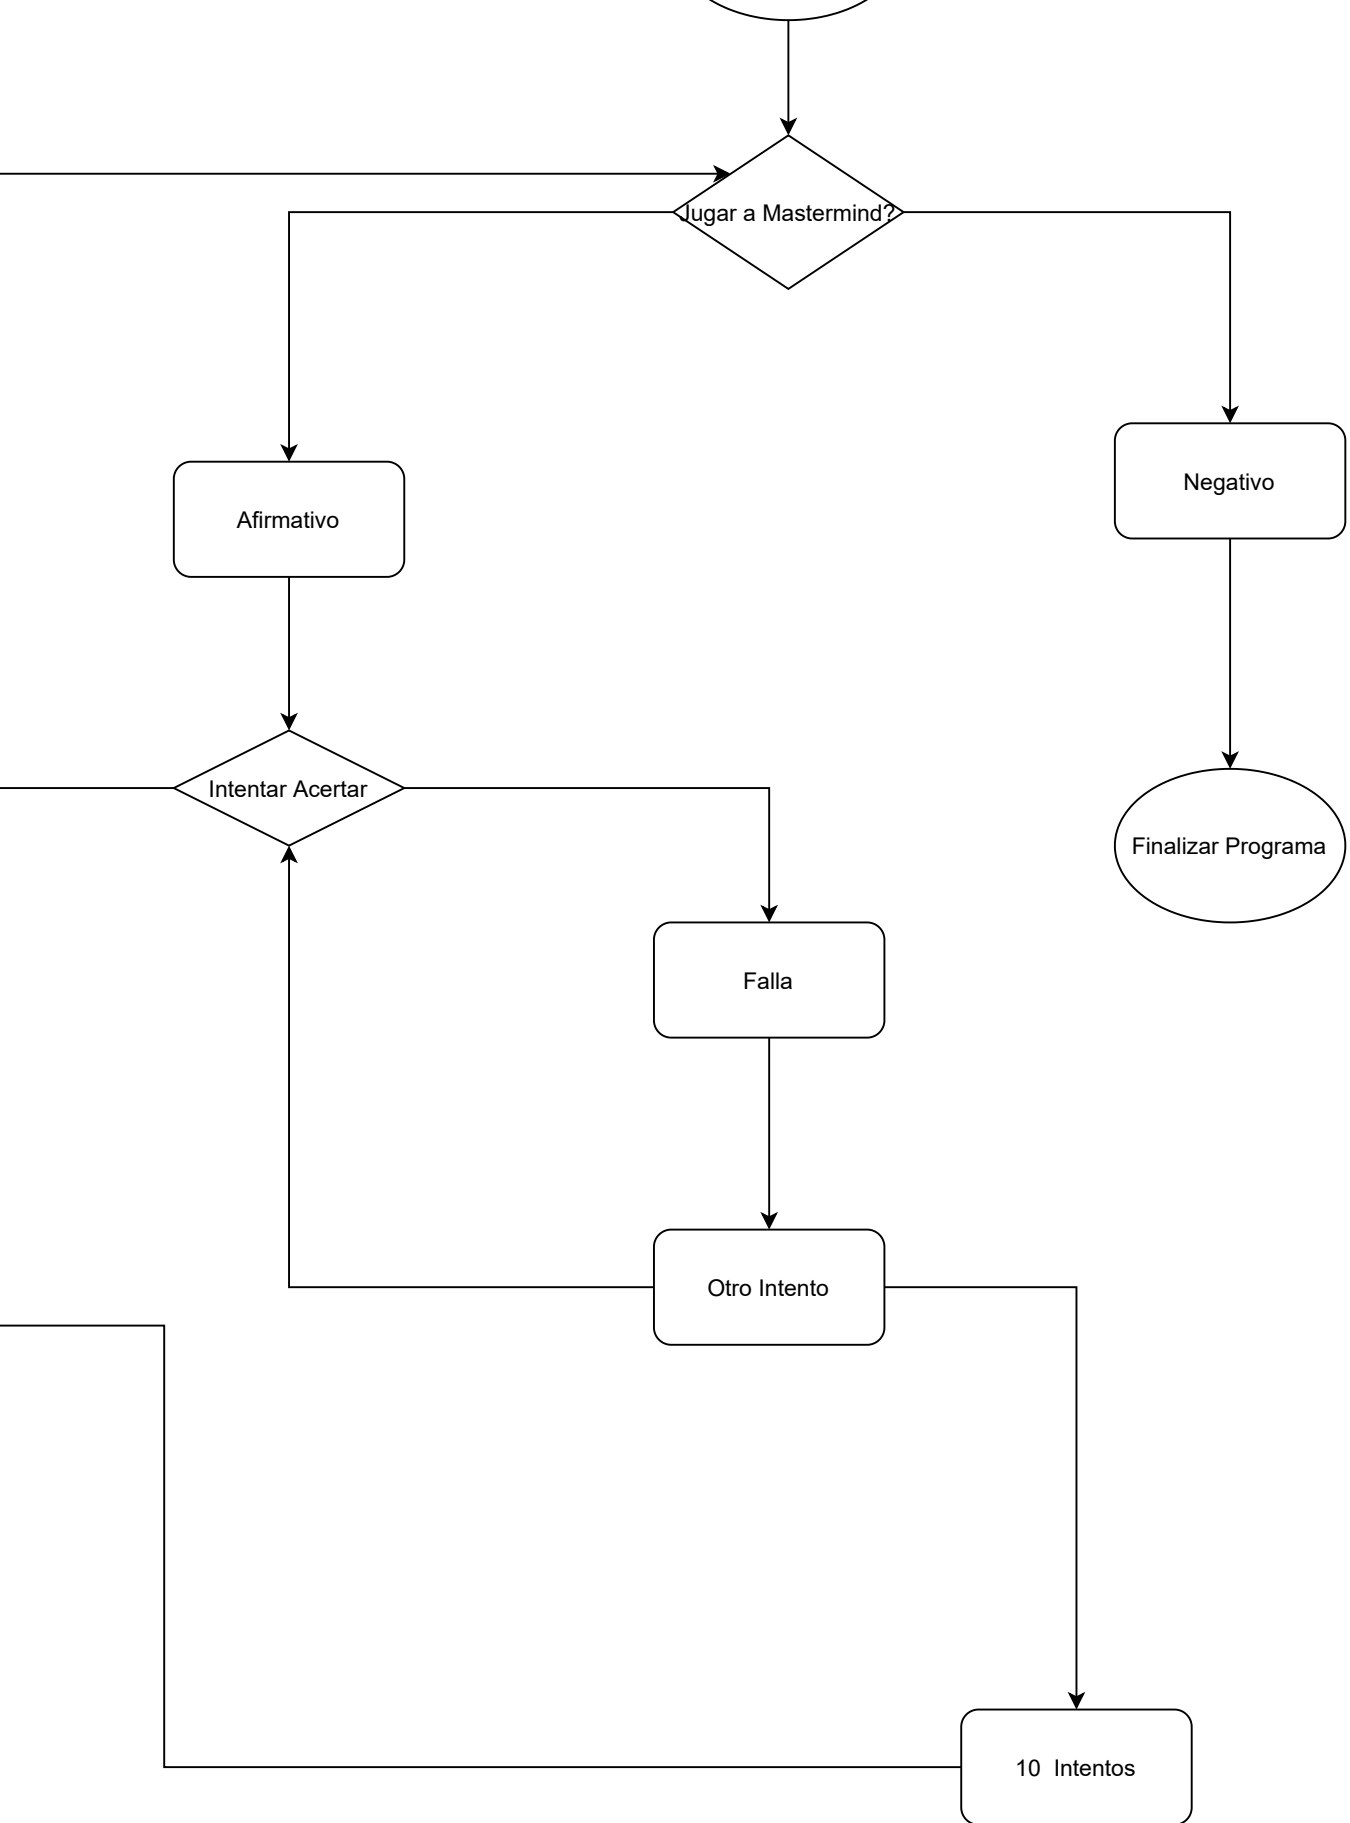 Jugar a Mastermind?
Negativo
Afirmativo
Intentar Acertar
Finalizar Programa
Falla
Otro Intento
10  Intentos